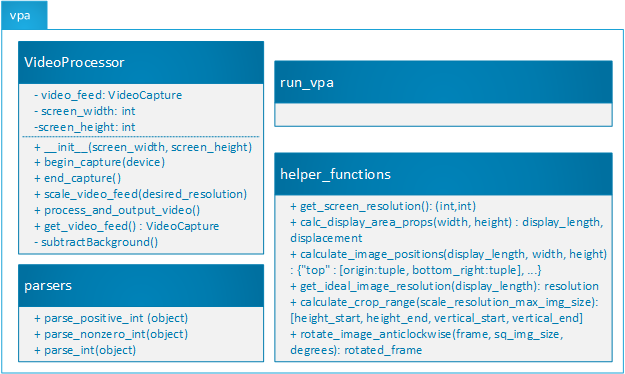 vpa
VideoProcessor
- video_feed: VideoCapture
- screen_width: int
-screen_height: int
+ __init__(screen_width, screen_height)
+ begin_capture(device)
+ end_capture()
+ scale_video_feed(desired_resolution)
+ process_and_output_video()
+ get_video_feed() : VideoCapture
- subtractBackground()
parsers
+ parse_positive_int (object)
+ parse_nonzero_int(object)
+ parse_int(object)
run_vpa
helper_functions
+ get_screen_resolution(): (int,int)
+ calc_display_area_props(width, height) : display_length,
displacement
+ calculate_image_positions(display_length, width, height)
: {"top" : [origin:tuple, bottom_right:tuple], ...}
+ get_ideal_image_resolution(display_length): resolution
+ calculate_crop_range(scale_resolution_max_img_size):
[height_start, height_end, vertical_start, vertical_end]
+ rotate_image_anticlockwise(frame, sq_img_size,
degrees): rotated_frame